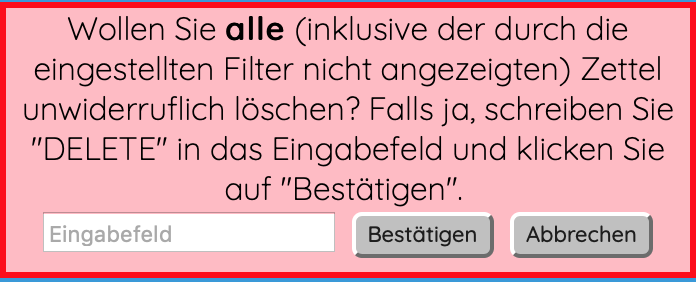 Wollen Sie alle (inklusive der durch die
eingestellten Filter nicht angezeigten) Zettel
unwiderruflich löschen? Falls ja, schreiben Sie
"DELETE" in das Eingabefeld und klicken Sie
auf "Bestätigen".
Eingabefeld Bestätigen Abbrechen